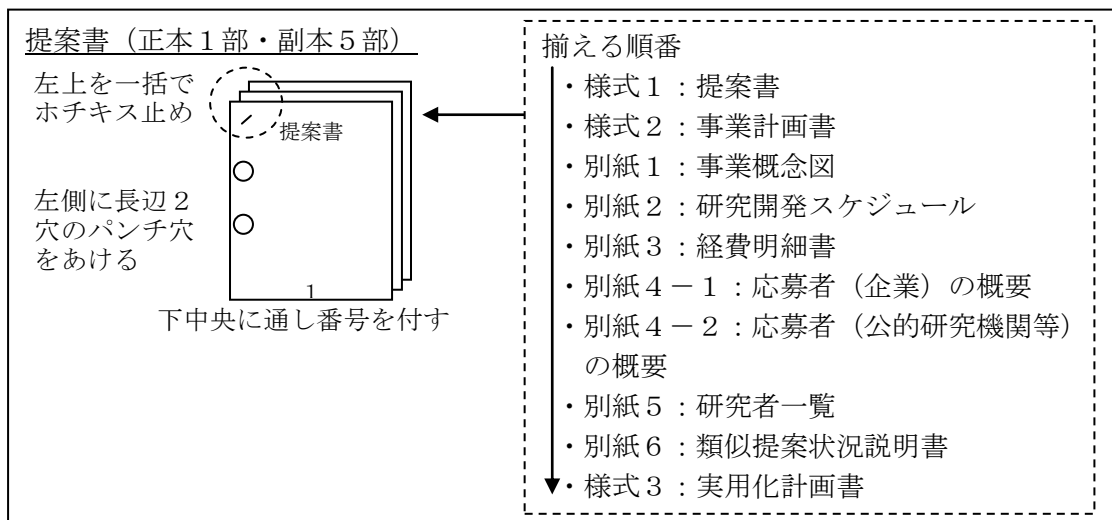 提案書（正本１部・副本５部）
左上を一括で
ホチキス止め
提案書
左側に長辺２
穴のパンチ穴
をあける
1
下中央に通し番号を付す
揃える順番
・様式１：提案書
・様式２：事業計画書
・別紙１：事業概念図
・別紙２：研究開発スケジュール
・別紙３：経費明細書
・別紙４－１：応募者（企業）の概要
・別紙４－２：応募者（公的研究機関等）
の概要
・別紙５：研究者一覧
・別紙６：類似提案状況説明書
・様式３：実用化計画書